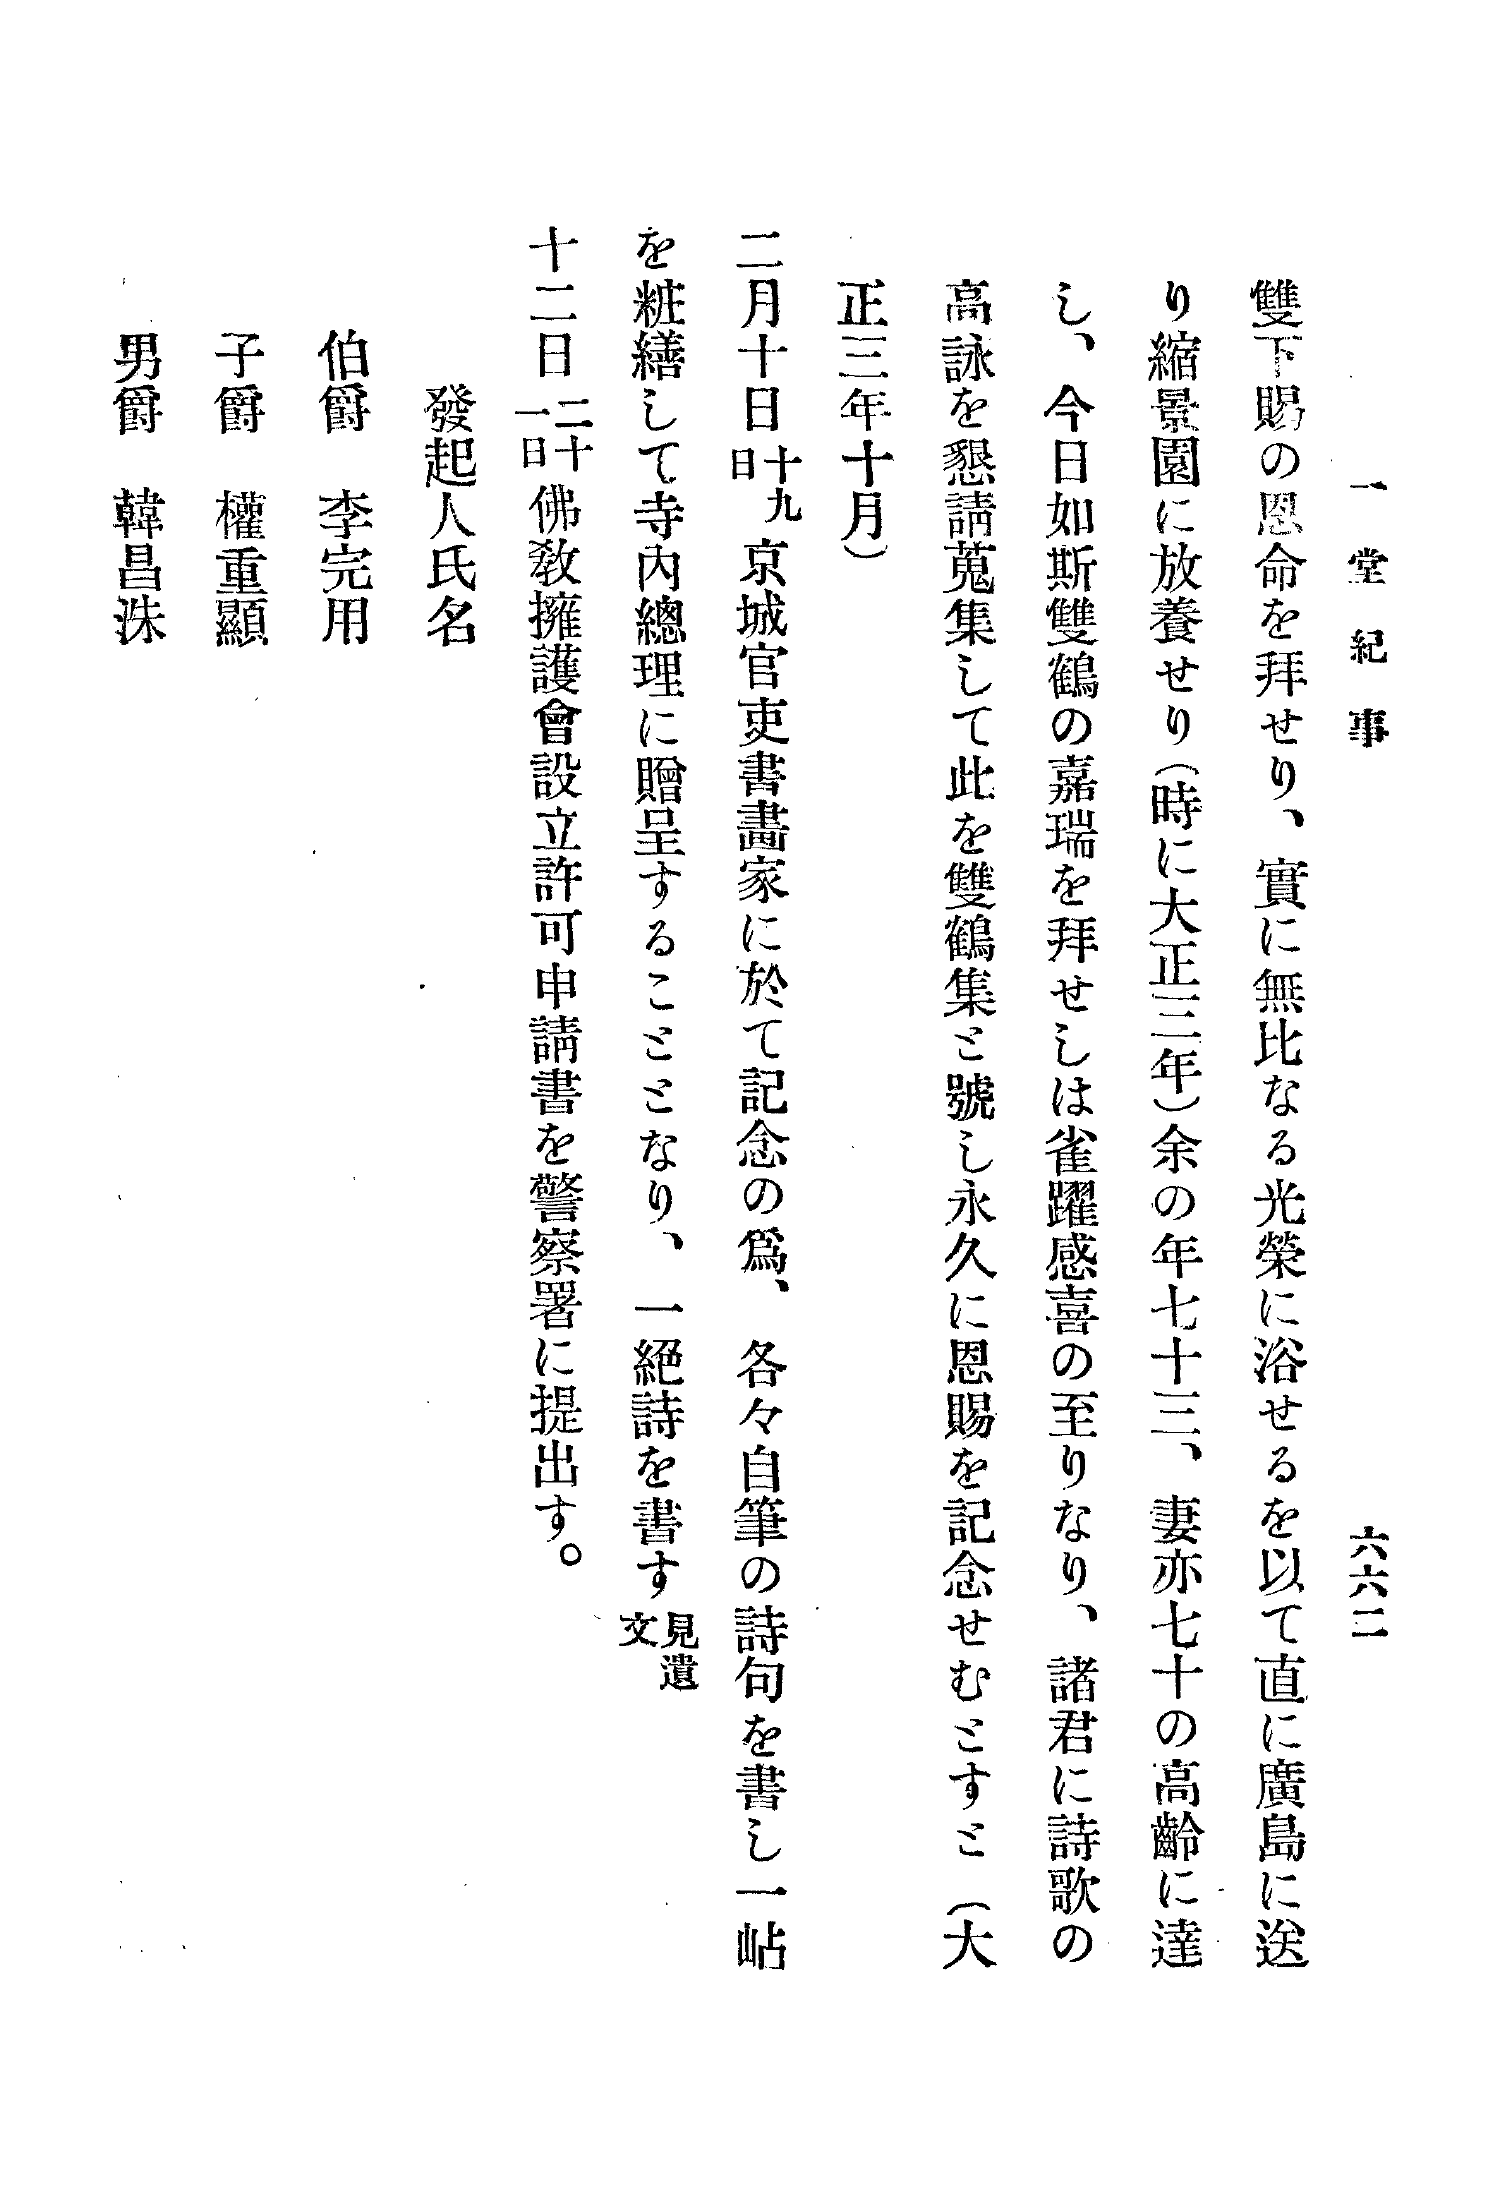 一堂紀事 六六二
雙下賜の恩命を拜せり、實に無比なる光榮に浴せるを以て直に廣島に送
り縮景園に放養せり(時に大正三年)余の年七十三、妻亦七十の高齡に達
し、今日如斯雙鶴の嘉瑞を拜せしは雀躍感喜の至りなり、諸君に詩歌の
高詠を懇請蒐集して此を雙鶴集と號し永久に恩賜を記念せむとすと(大
正三年十月)
二月十日十九日京城官吏書畫家に於て記念の爲、各々自筆の詩句を書し一帖
を粧繕して寺內總理に贈呈することとなり、一絕詩を書す見遺文
十二日二十一日佛敎擁護會設立許可申請書を警察署に提出す。
發起人氏名
伯爵 李完用
子爵 權重顯
男爵 韓昌洙